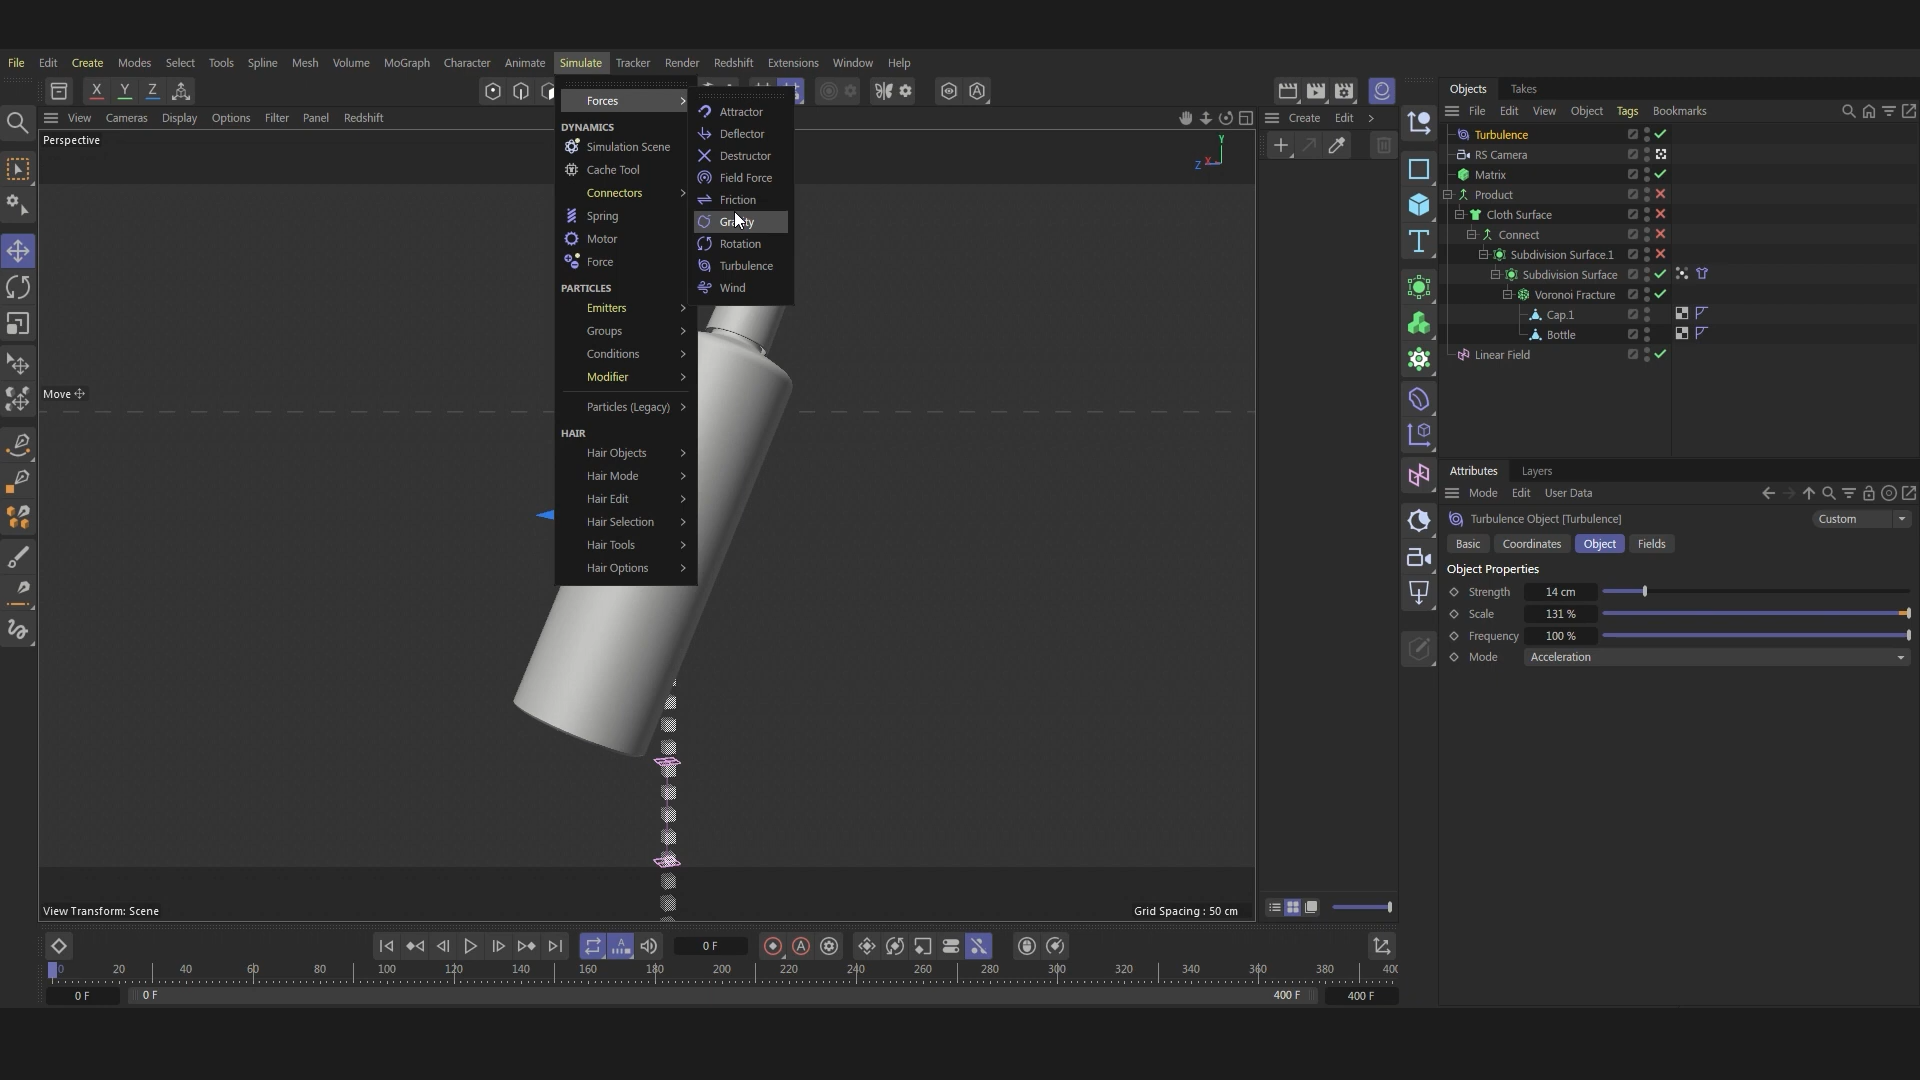 File Edit Create Modes Select Tools Spline Mesh Volume MoGraph Character Animate Simulate Tracker Render Redshift Extensions Window Help
X Y Z
View Cameras Display Options Filter Panel Redshift
Perspective
Y
Z X
Move
View Transform: Scene
Grid Spacing : 50 cm
Forces
DYNAMICS
Simulation Scene
Cache Tool
Connectors
Spring
Motor
Force
PARTICLES
Emitters
Groups
Conditions
Modifier
Particles (Legacy)
HAIR
Hair Objects
Hair Mode
Hair Edit
Hair Selection
Hair Tools
Hair Options
Attractor
Deflector
Destructor
Field Force
Friction
Gravity
Rotation
Turbulence
Wind
Create Edit
Objects Takes
File Edit View Object Tags Bookmarks
Turbulence
RS Camera
Matrix
Product
Cloth Surface
Connect
Subdivision Surface.1
Subdivision Surface
Voronoi Fracture
Cap.1
Bottle
Linear Field
Attributes Layers
Mode Edit User Data
Turbulence Object [Turbulence] Custom
Basic Coordinates Object Fields
Object Properties
Strength 14 cm
Scale 131 %
Frequency 100 %
Mode Acceleration
0 F
0 20 40 60 80 100 120 140 160 180 200 220 240 260 280 300 320 340 360 380 400
0 F 0 F 400 F 400 F